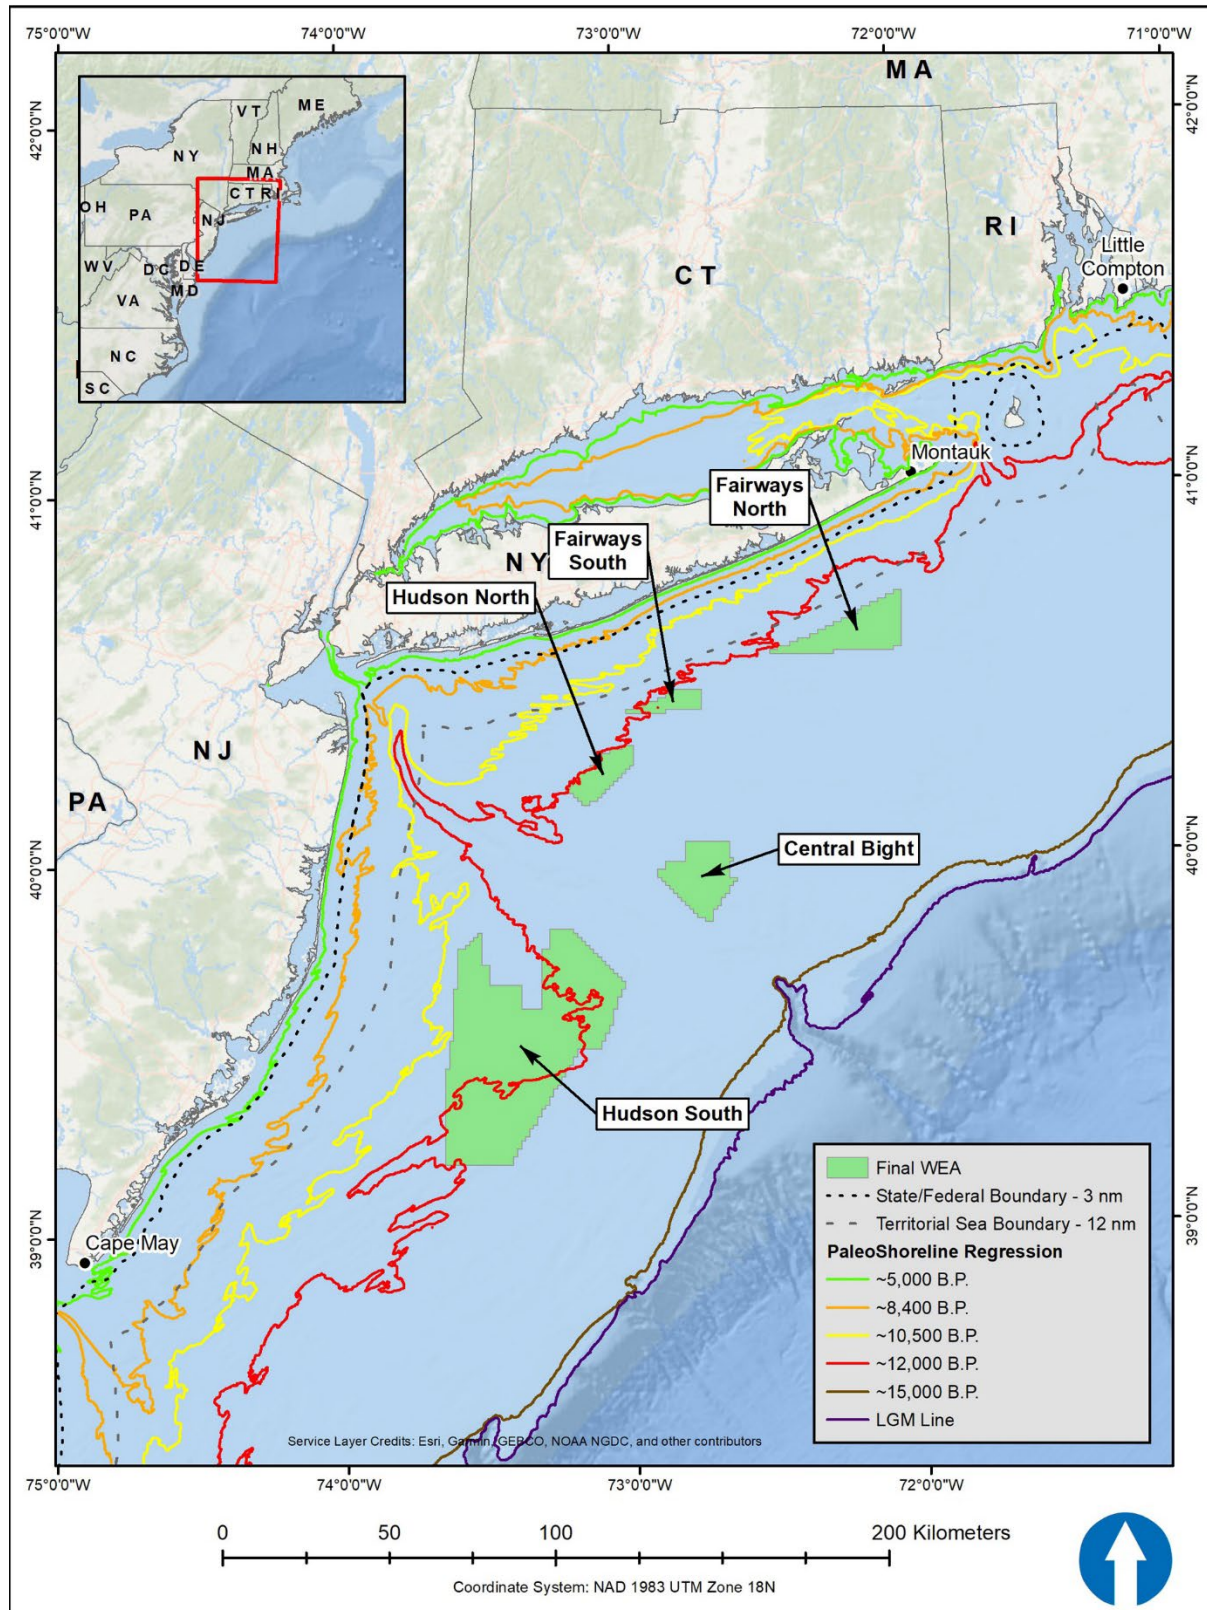 75°0'0"W
74°0'0"W
73°0'0"W
72°0'0"W
71°0'0"W
42°0'0"N
42°0'0"N
41°0'0"N
41°0'0"N
40°0'0"N
40°0'0"N
39°0'0"N
39°0'0"N
ME
VT
NH
NY
MA
CT RI
OH
PA
NJ
WV
DC
DE
MD
VA
NC
SC
MA
RI
CT
Little
Compton
Montauk
Fairways
North
Fairways
South
NY
Hudson North
NJ
PA
Central Bight
Hudson South
Cape May
Final WEA
State/Federal Boundary - 3 nm
Territorial Sea Boundary - 12 nm
PaleoShoreline Regression
~5,000 B.P.
~8,400 B.P.
~10,500 B.P.
~12,000 B.P.
~15,000 B.P.
LGM Line
Service Layer Credits: Esri, Garmin, GEBCO, NOAA NGDC, and other contributors
75°0'0"W
74°0'0"W
73°0'0"W
72°0'0"W
0
50
100
200 Kilometers
Coordinate System: NAD 1983 UTM Zone 18N